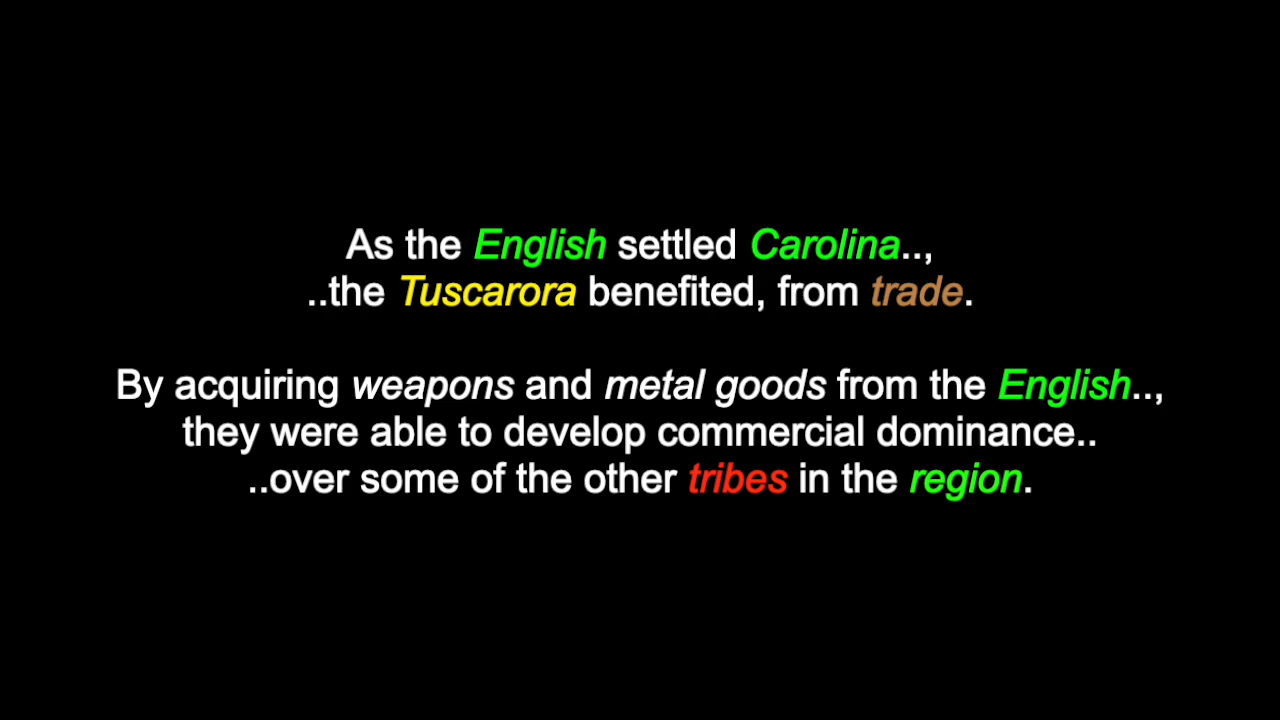 As the English settled Carolina..,
..the Tuscarora benefited, from trade.
By acquiring weapons and metal goods from the English..,
they were able to develop commercial dominance..
..over some of the other tribes in the region.